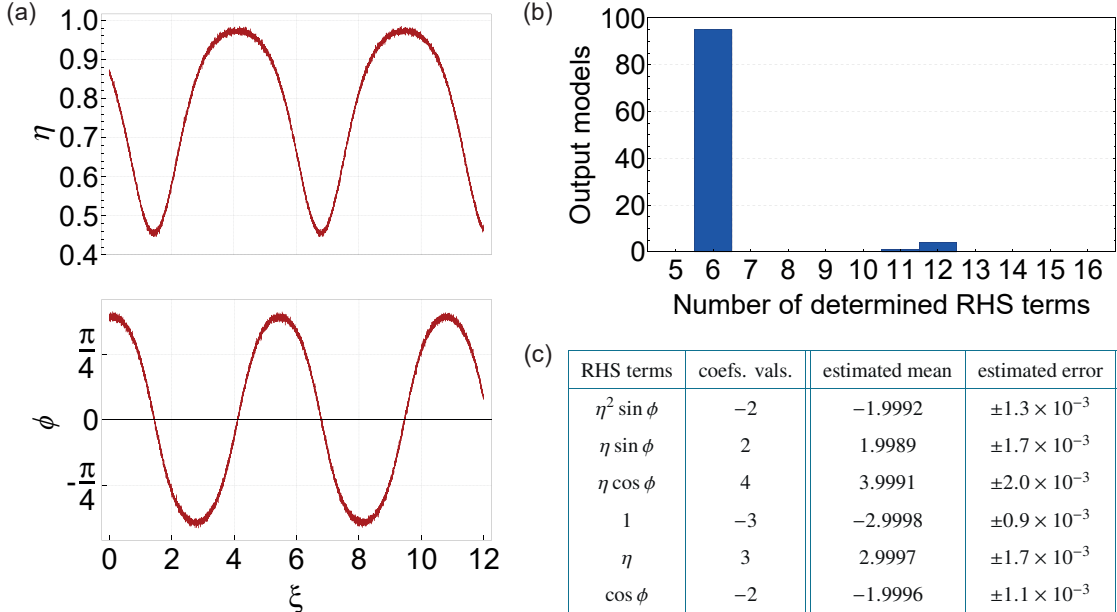 (a)
1.0
0.9
0.8
0.7
0.6
0.5
0.4
η
π
4
0
-π
4
ϕ
0 2 4 6 8 10 12
ξ
(b)
100
80
60
40
20
0
Output models
5 6 7 8 9 10 11 12 13 14 15 16
Number of determined RHS terms
(c)
RHS terms coefs. vals. estimated mean estimated error
η² sin ϕ −2 −1.9992 ±1.3 × 10⁻³
η sin ϕ 2 1.9989 ±1.7 × 10⁻³
η cos ϕ 4 3.9991 ±2.0 × 10⁻³
1 −3 −2.9998 ±0.9 × 10⁻³
η 3 2.9997 ±1.7 × 10⁻³
cos ϕ −2 −1.9996 ±1.1 × 10⁻³